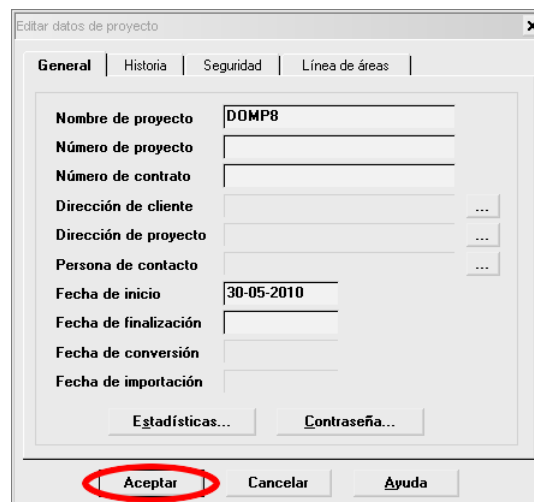 Editar datos de proyecto
General Historia Seguridad Línea de áreas
Nombre de proyecto DOMP8
Número de proyecto
Número de contrato
Dirección de cliente ...
Dirección de proyecto ...
Persona de contacto ...
Fecha de inicio 30-05-2010
Fecha de finalización
Fecha de conversión
Fecha de importación
Estadísticas... Contraseña...
Aceptar Cancelar Ayuda